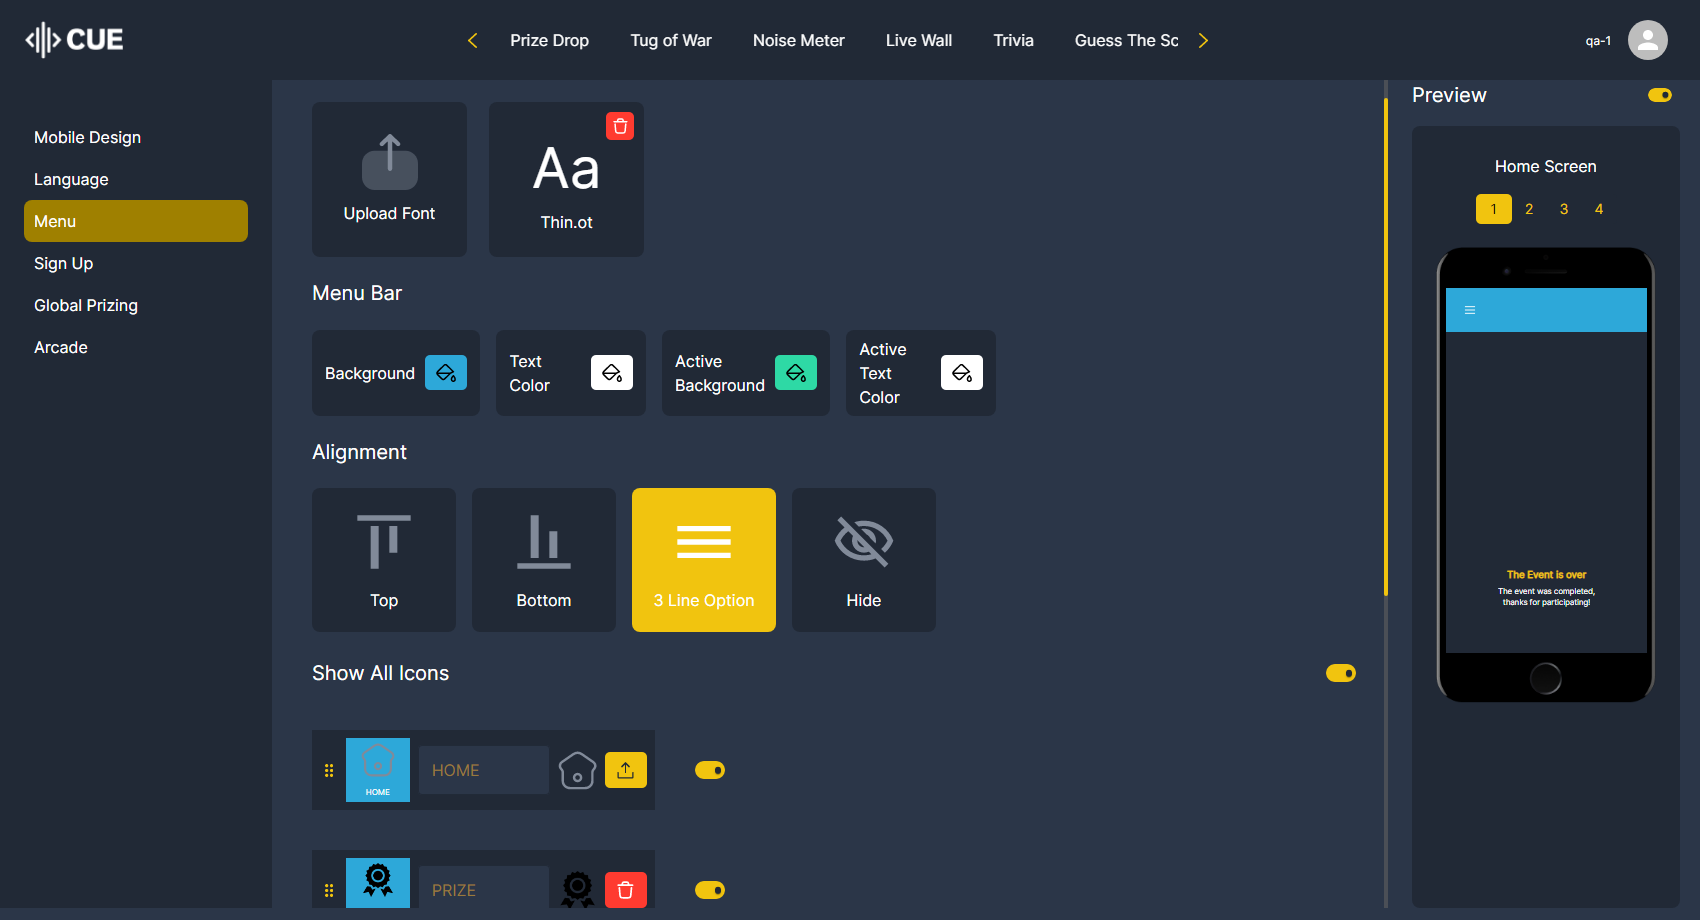 CUE
Prize Drop
Tug of War
Noise Meter
Live Wall
Trivia
Guess The Sc
qa-1
Mobile Design
Language
Menu
Sign Up
Global Prizing
Arcade
Upload Font
Aa
Thin.ot
Menu Bar
Background
Text
Color
Active
Background
Active
Text
Color
Alignment
Top
Bottom
3 Line Option
Hide
Show All Icons
HOME
HOME
PRIZE
Preview
Home Screen
1 2 3 4
The Event is over
The event was completed,
thanks for participating!